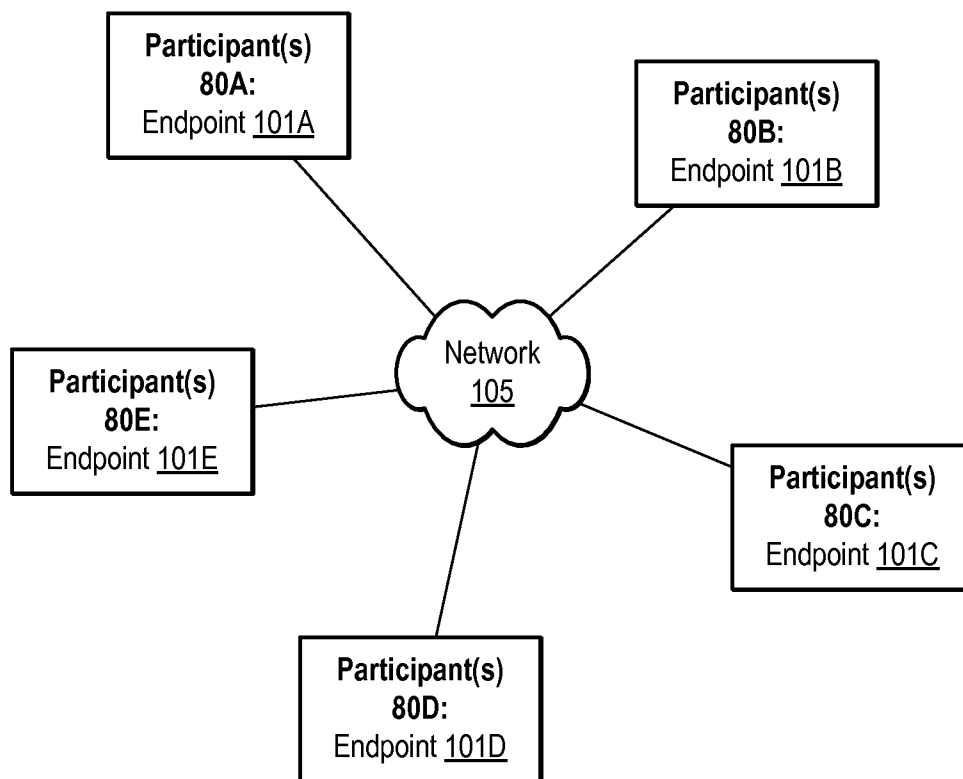 Participant(s)
80A:
Endpoint 101A
Participant(s)
80B:
Endpoint 101B
Network
105
Participant(s)
80E:
Endpoint 101E
Participant(s)
80C:
Endpoint 101C
Participant(s)
80D:
Endpoint 101D